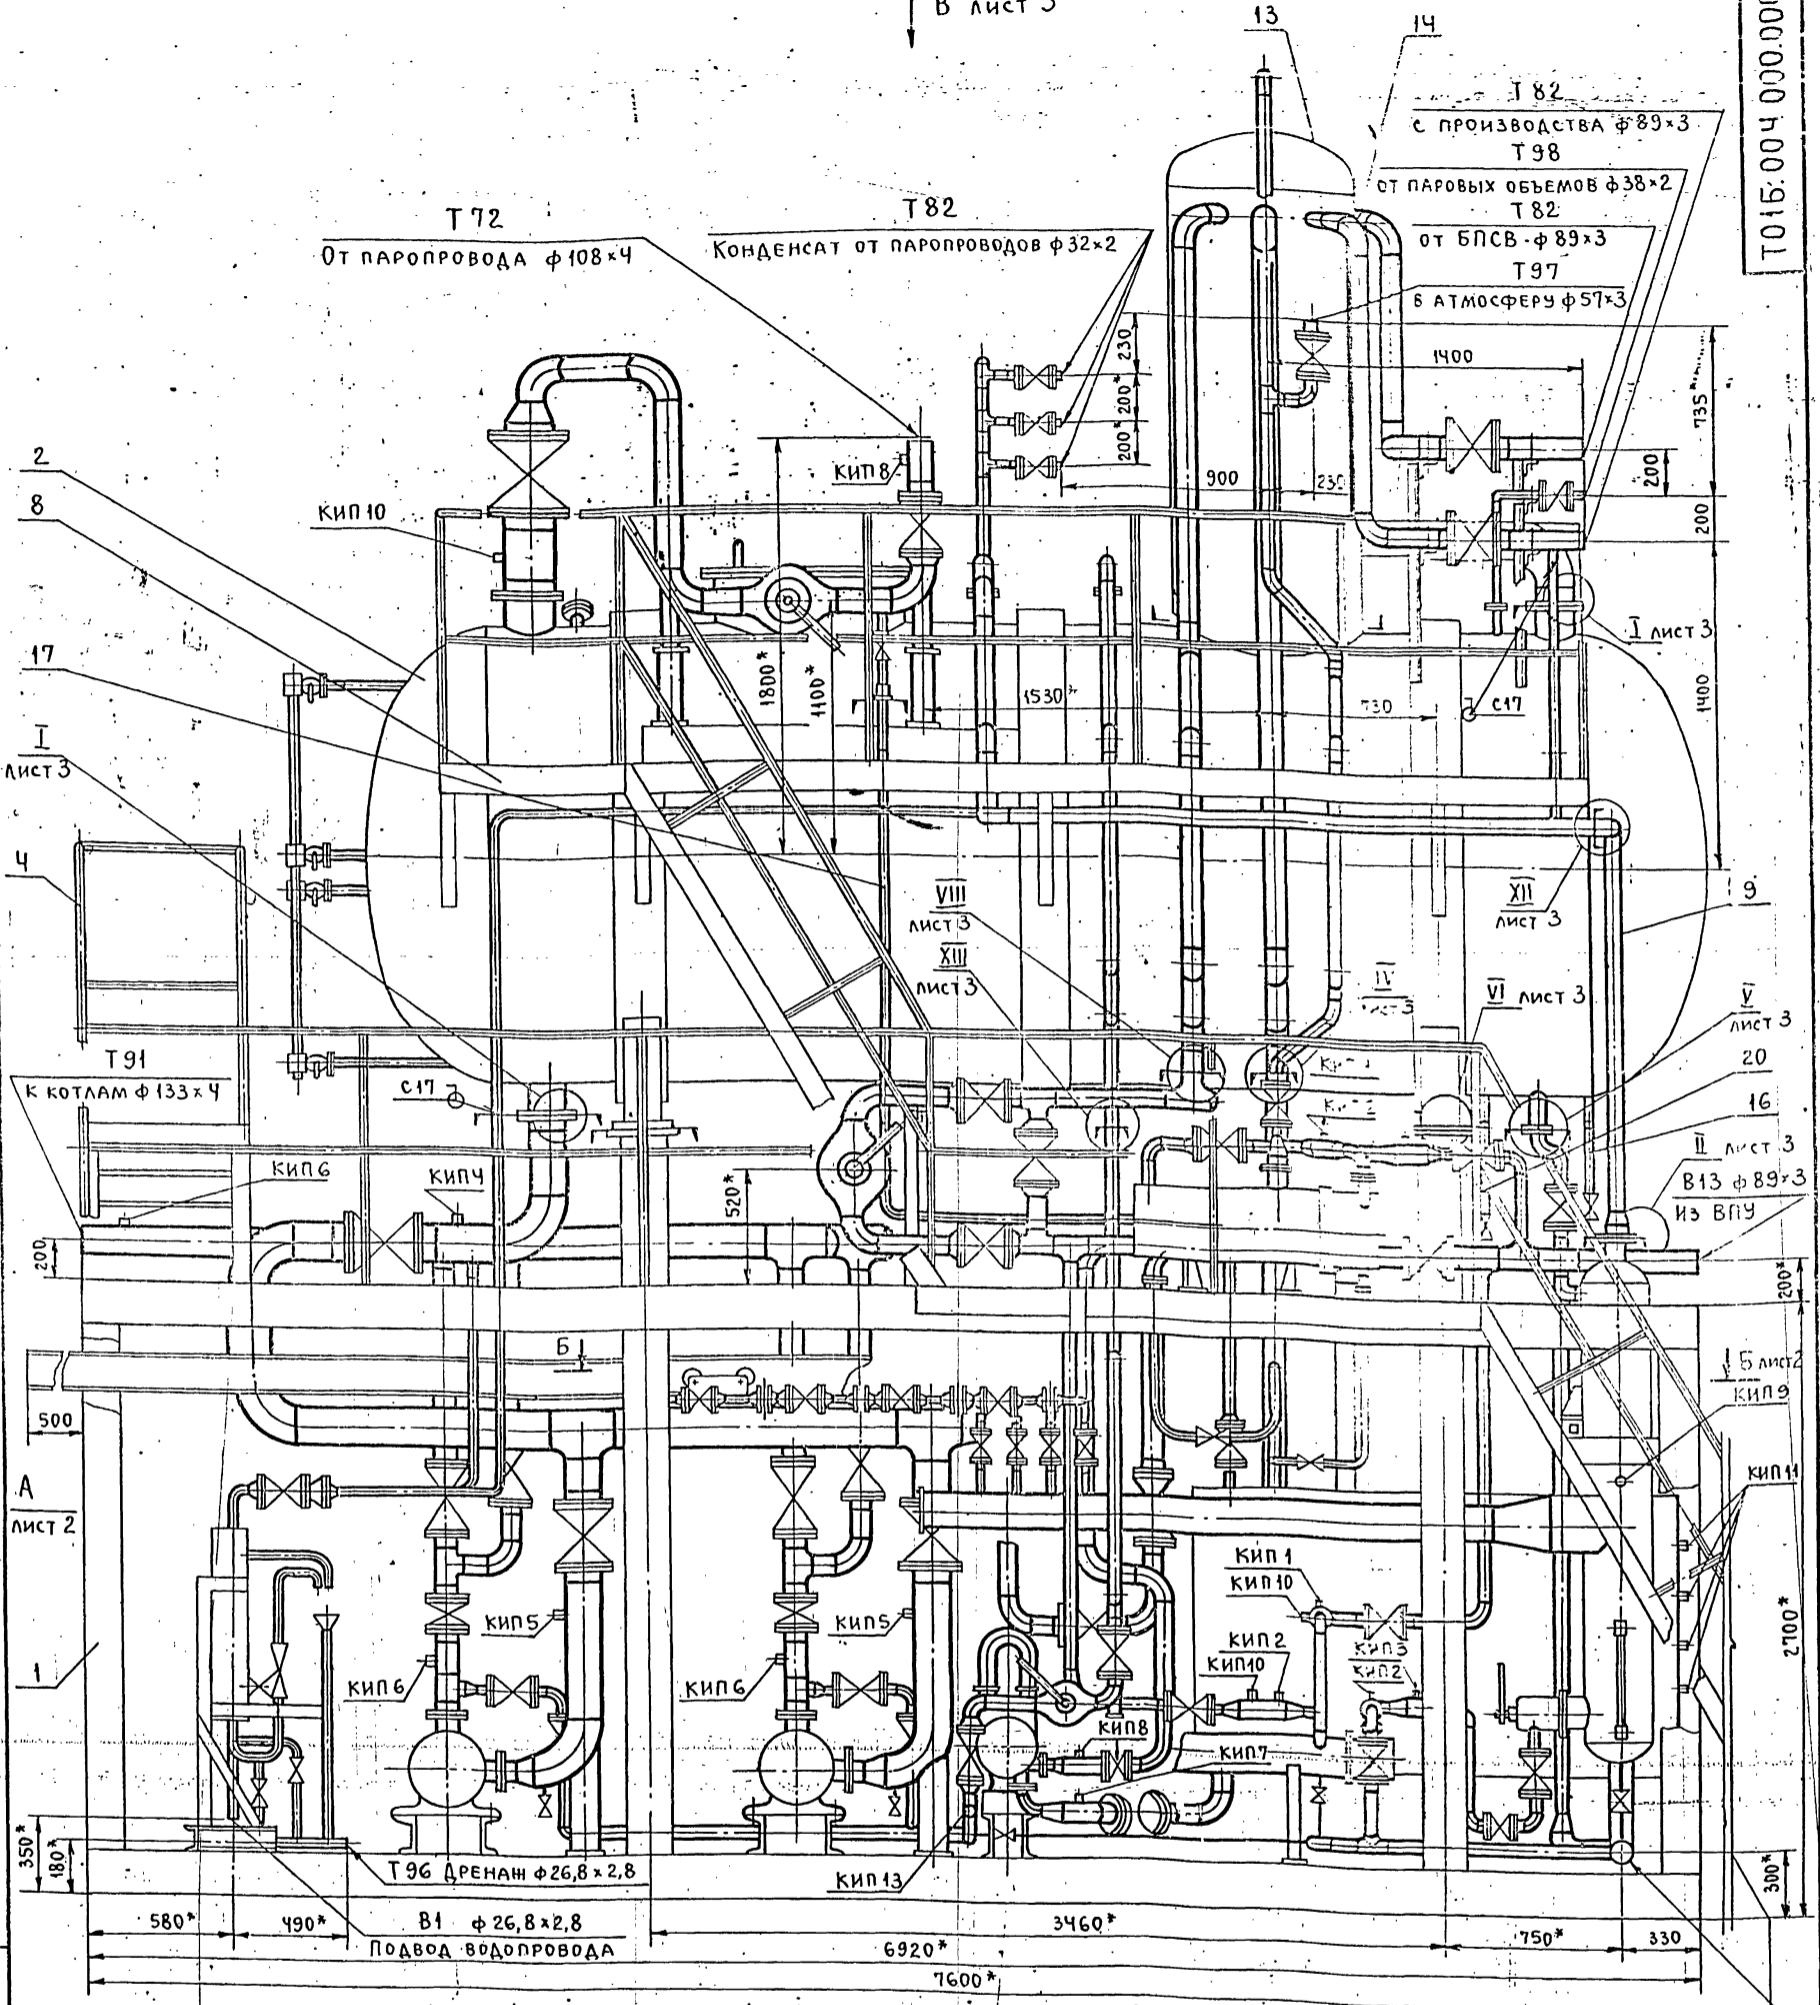 В лист 3
13
14
Т016.004 000.00
Т 82
С ПРОИЗВОДСТВА ф 89×3
Т 98
ОТ ПАРОВЫХ ОБЪЕМОВ ф38×2
Т 82
ОТ БПСВ - ф 89×3
Т 97
В АТМОСФЕРУ ф 57×3
Т 72
ОТ ПАРОПРОВОДА ф 108×4
Т 82
КОНДЕНСАТ ОТ ПАРОПРОВОДОВ ф 32×2
230
200*
200*
1400
735*
200
200
900
230
КИП 8
КИП 10
2
8
17
I
лист 3
4
I лист 3
С17
1800*
1100*
1530*
730
1400
VIII
лист 3
XIII
лист 3
XII
лист 3
9
IV
VI лист 3
V
лист 3
20
16
II лист 3
В13 ф 89×3
ИЗ ВПУ
Т 91
К КОТЛАМ ф 133×4
С17
КИП 6
КИП 4
520*
200
200*
Б
Б лист 2
КИП 9
КИП 11
500
А
лист 2
1
КИП 5
КИП 5
КИП 6
КИП 6
КИП 1
КИП 10
КИП 2
КИП 10
КИП 3
КИП 2
КИП 8
КИП 7
КИП 13
2700*
300*
350*
180*
Т 96 ДРЕНАЖ ф 26,8×2,8
В1 ф 26,8×2,8
ПОДВОД ВОДОПРОВОДА
580*
490*
3460*
6920*
750*
330
7600*